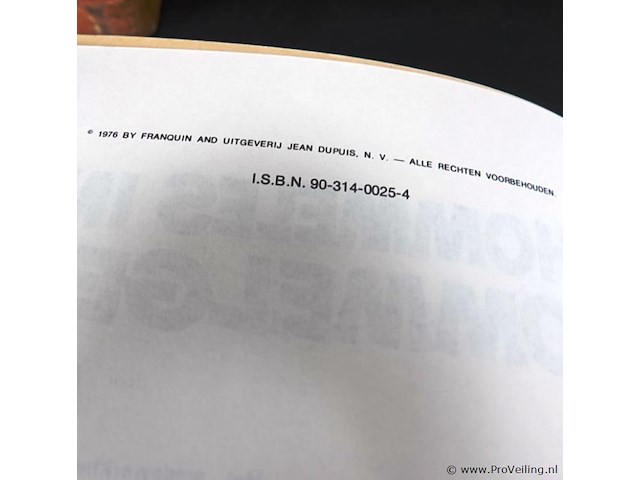 © 1976 BY FRANQUIN AND UITGEVERIJ JEAN DUPUIS, N. V. — ALLE RECHTEN VOORBEHOUDEN.
I.S.B.N. 90-314-0025-4
© www.ProVeiling.nl